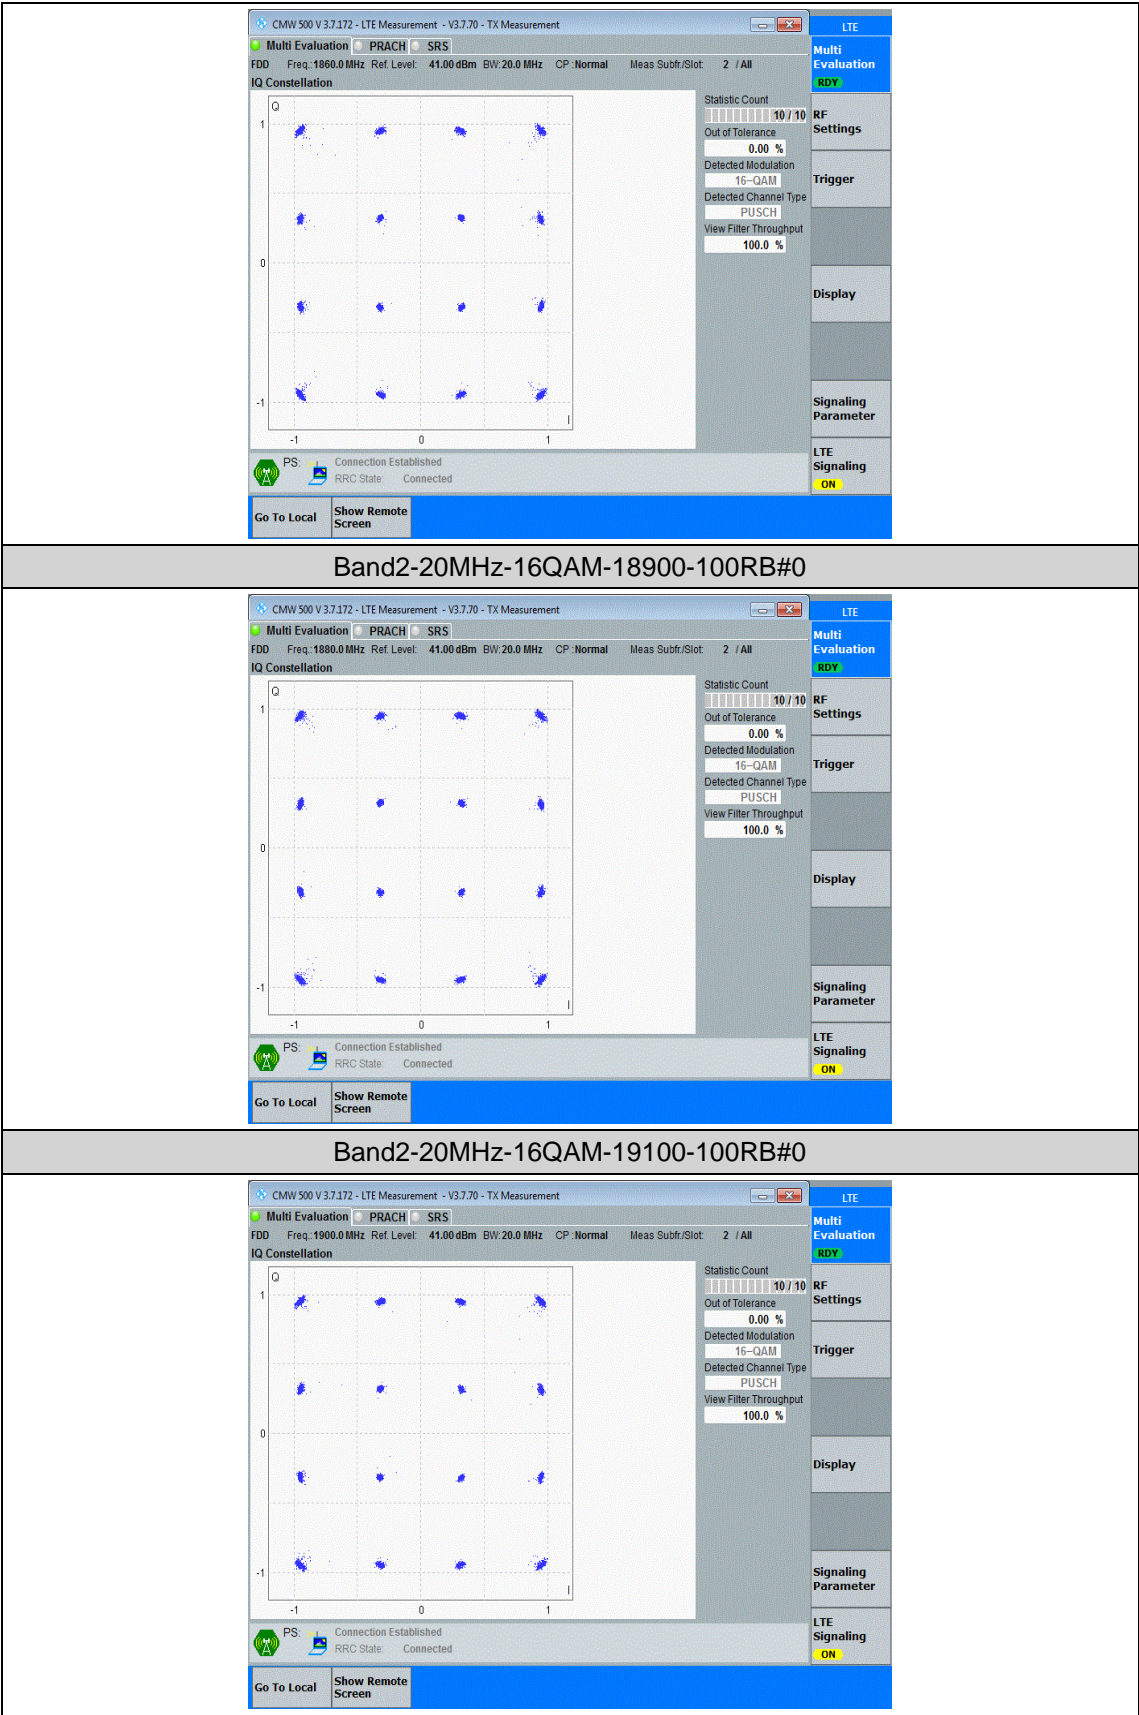 CMW 500 V 3.7.172 - LTE Measurement - V3.7.70 - TX Measurement
LTE
Multi Evaluation PRACH SRS
Multi
Evaluation
RDY
FDD Freq.:1860.0 MHz Ref. Level: 41.00 dBm BW:20.0 MHz CP :Normal Meas Subfr./Slot: 2 / All
IQ Constellation
Q
1
0
-1
-1 0 1
I
Statistic Count
10 / 10
Out of Tolerance
0.00 %
Detected Modulation
16-QAM
Detected Channel Type
PUSCH
View Filter Throughput
100.0 %
RF
Settings
Trigger
Display
Signaling
Parameter
LTE
Signaling
ON
PS: Connection Established
RRC State: Connected
Go To Local
Show Remote
Screen
Band2-20MHz-16QAM-18900-100RB#0
CMW 500 V 3.7.172 - LTE Measurement - V3.7.70 - TX Measurement
LTE
Multi Evaluation PRACH SRS
Multi
Evaluation
RDY
FDD Freq.:1880.0 MHz Ref. Level: 41.00 dBm BW:20.0 MHz CP :Normal Meas Subfr./Slot: 2 / All
IQ Constellation
Q
1
0
-1
-1 0 1
I
Statistic Count
10 / 10
Out of Tolerance
0.00 %
Detected Modulation
16-QAM
Detected Channel Type
PUSCH
View Filter Throughput
100.0 %
RF
Settings
Trigger
Display
Signaling
Parameter
LTE
Signaling
ON
PS: Connection Established
RRC State: Connected
Go To Local
Show Remote
Screen
Band2-20MHz-16QAM-19100-100RB#0
CMW 500 V 3.7.172 - LTE Measurement - V3.7.70 - TX Measurement
LTE
Multi Evaluation PRACH SRS
Multi
Evaluation
RDY
FDD Freq.:1900.0 MHz Ref. Level: 41.00 dBm BW:20.0 MHz CP :Normal Meas Subfr./Slot: 2 / All
IQ Constellation
Q
1
0
-1
-1 0 1
I
Statistic Count
10 / 10
Out of Tolerance
0.00 %
Detected Modulation
16-QAM
Detected Channel Type
PUSCH
View Filter Throughput
100.0 %
RF
Settings
Trigger
Display
Signaling
Parameter
LTE
Signaling
ON
PS: Connection Established
RRC State: Connected
Go To Local
Show Remote
Screen